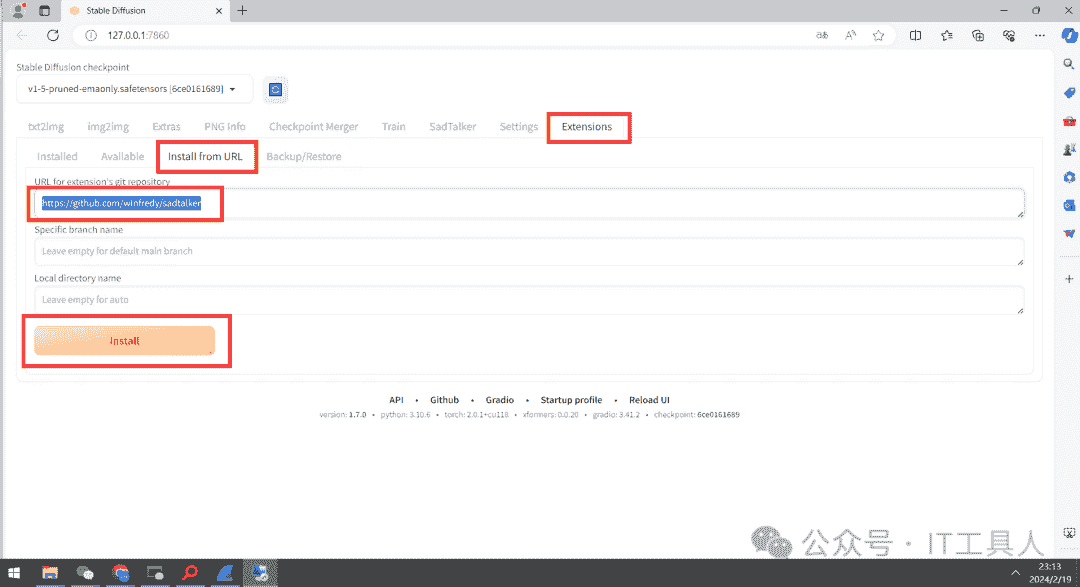 Stable Diffusion
127.0.0.1:7860
Stable Diffusion checkpoint
v1-5-pruned-emaonly.safetensors [6ce0161689]
txt2img img2img Extras PNG Info Checkpoint Merger Train SadTalker Settings Extensions
Installed Available Install from URL Backup/Restore
URL for extension's git repository
https://github.com/winfredy/sadtalker
Specific branch name
Leave empty for default main branch
Local directory name
Leave empty for auto
Install
API • Github • Gradio • Startup profile • Reload UI
version: 1.7.0 • python: 3.10.6 • torch: 2.0.1+cu118 • xformers: 0.0.20 • gradio: 3.41.2 • checkpoint: 6ce0161689
公众号 · IT工具人
23:13
2024/2/19